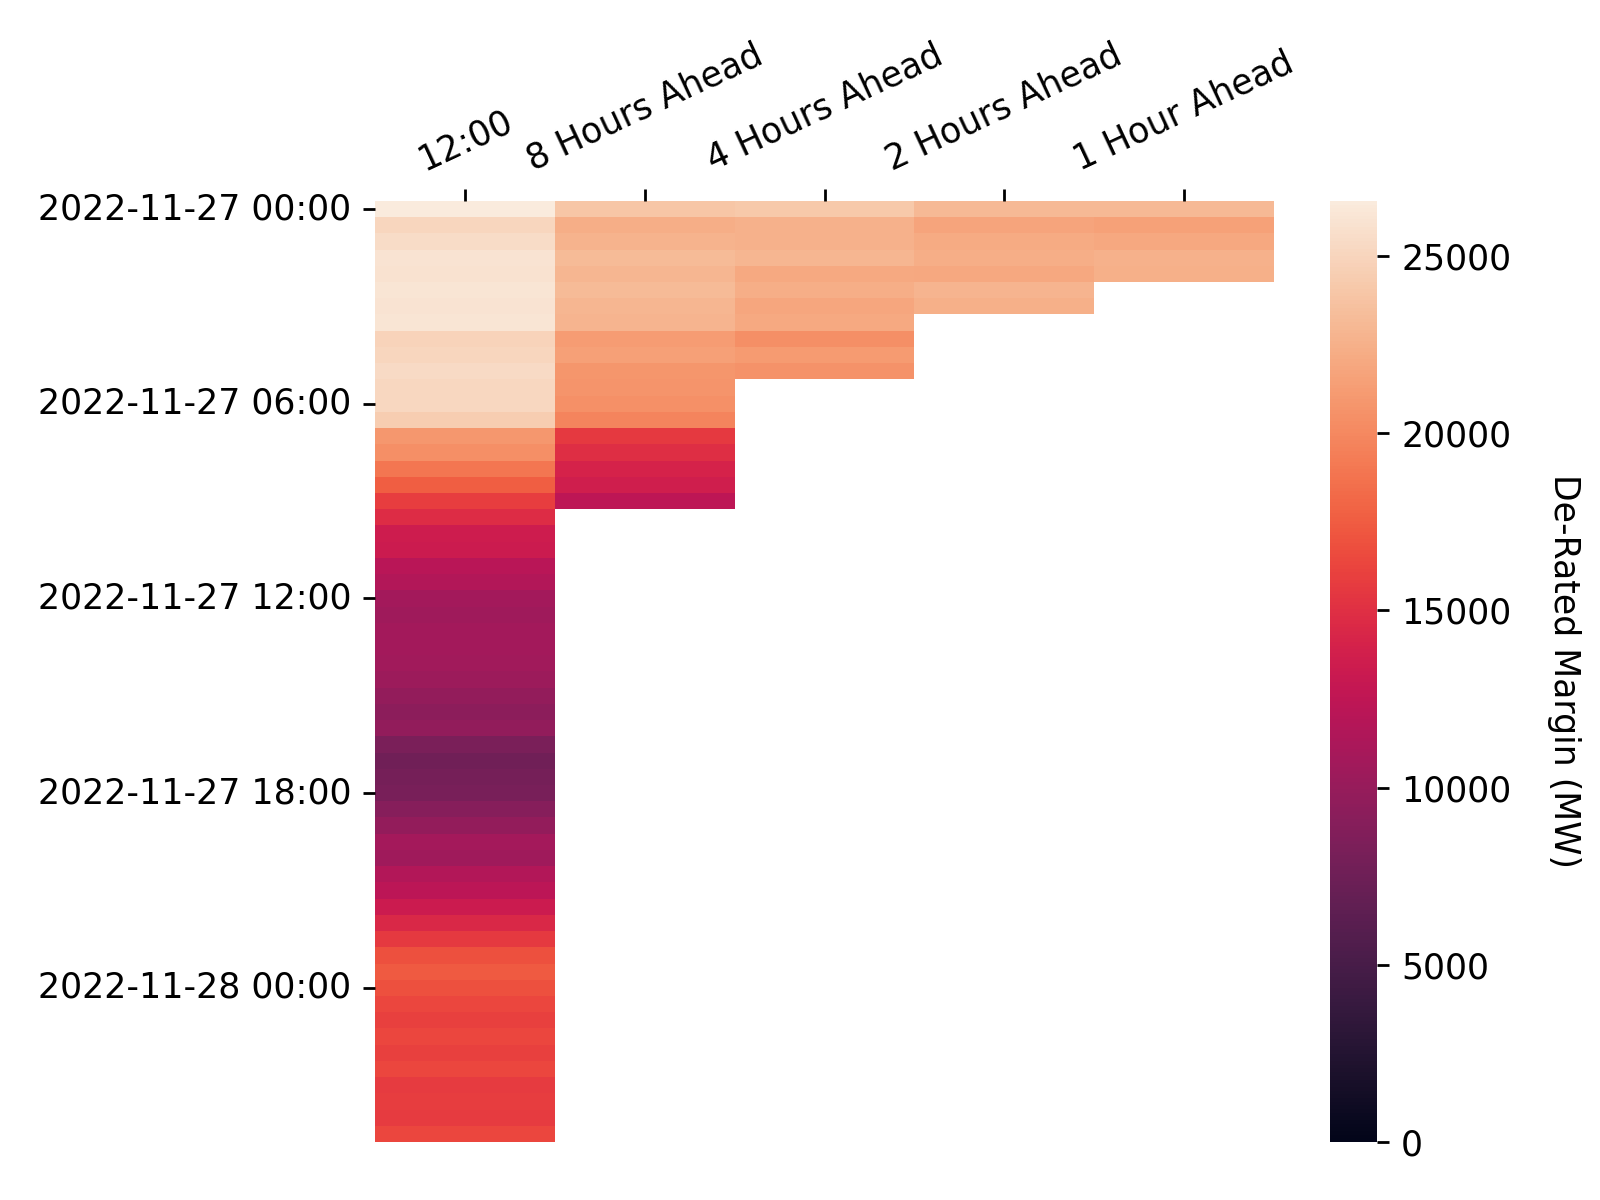 12:00
8 Hours Ahead
4 Hours Ahead
2 Hours Ahead
1 Hour Ahead
2022-11-27 00:00
2022-11-27 06:00
2022-11-27 12:00
2022-11-27 18:00
2022-11-28 00:00
25000
20000
15000
10000
5000
0
De-Rated Margin (MW)